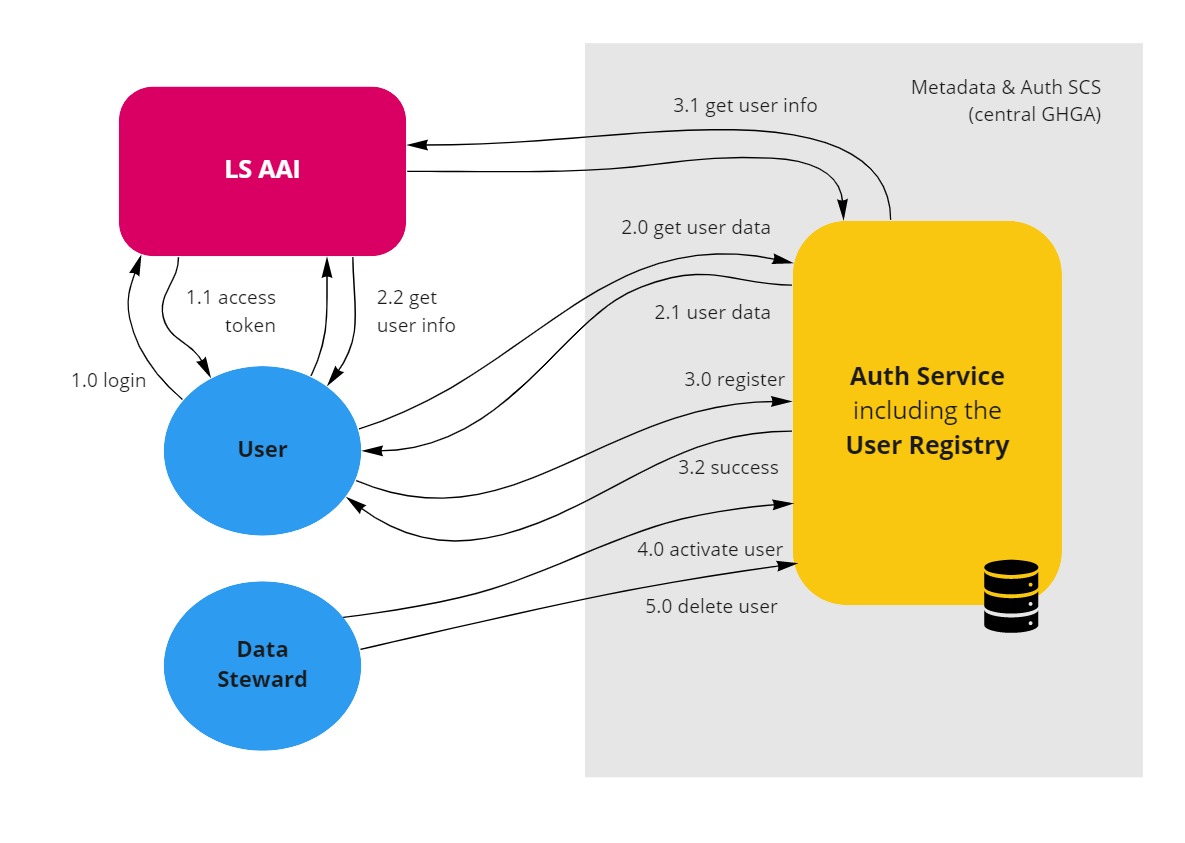 Metadata & Auth SCS
(central GHGA)
3.1 get user info
LS AAI
2.0 get user data
1.1 access
token
2.2 get
user info
2.1 user data
1.0 login
3.0 register
Auth Service
including the
User Registry
User
3.2 success
4.0 activate user
5.0 delete user
Data
Steward